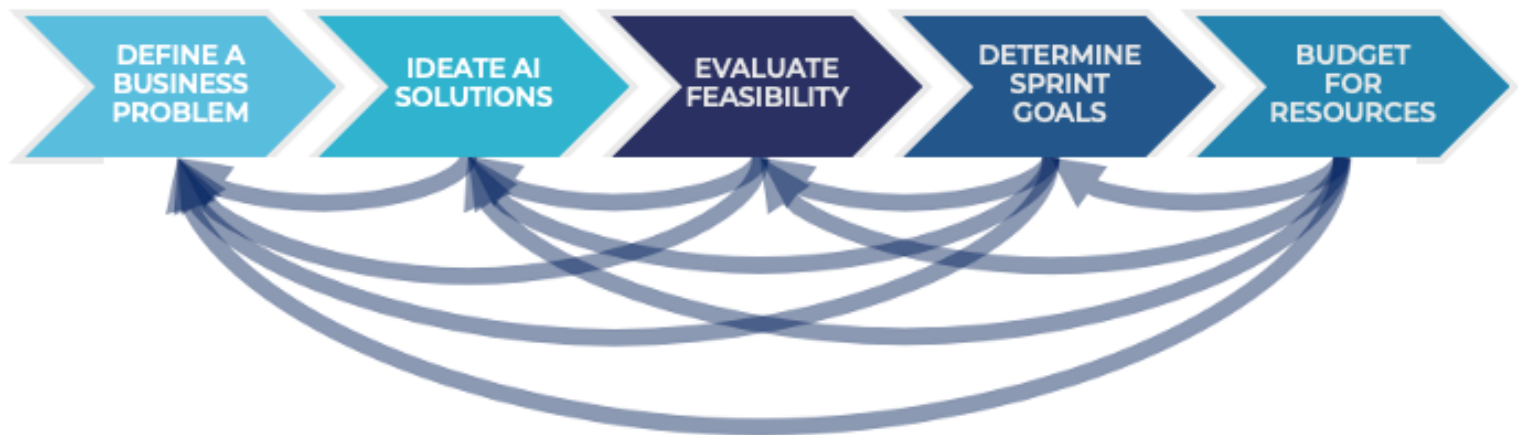 DEFINE A
BUSINESS
PROBLEM
IDEATE AI
SOLUTIONS
EVALUATE
FEASIBILITY
DETERMINE
SPRINT
GOALS
BUDGET
FOR
RESOURCES